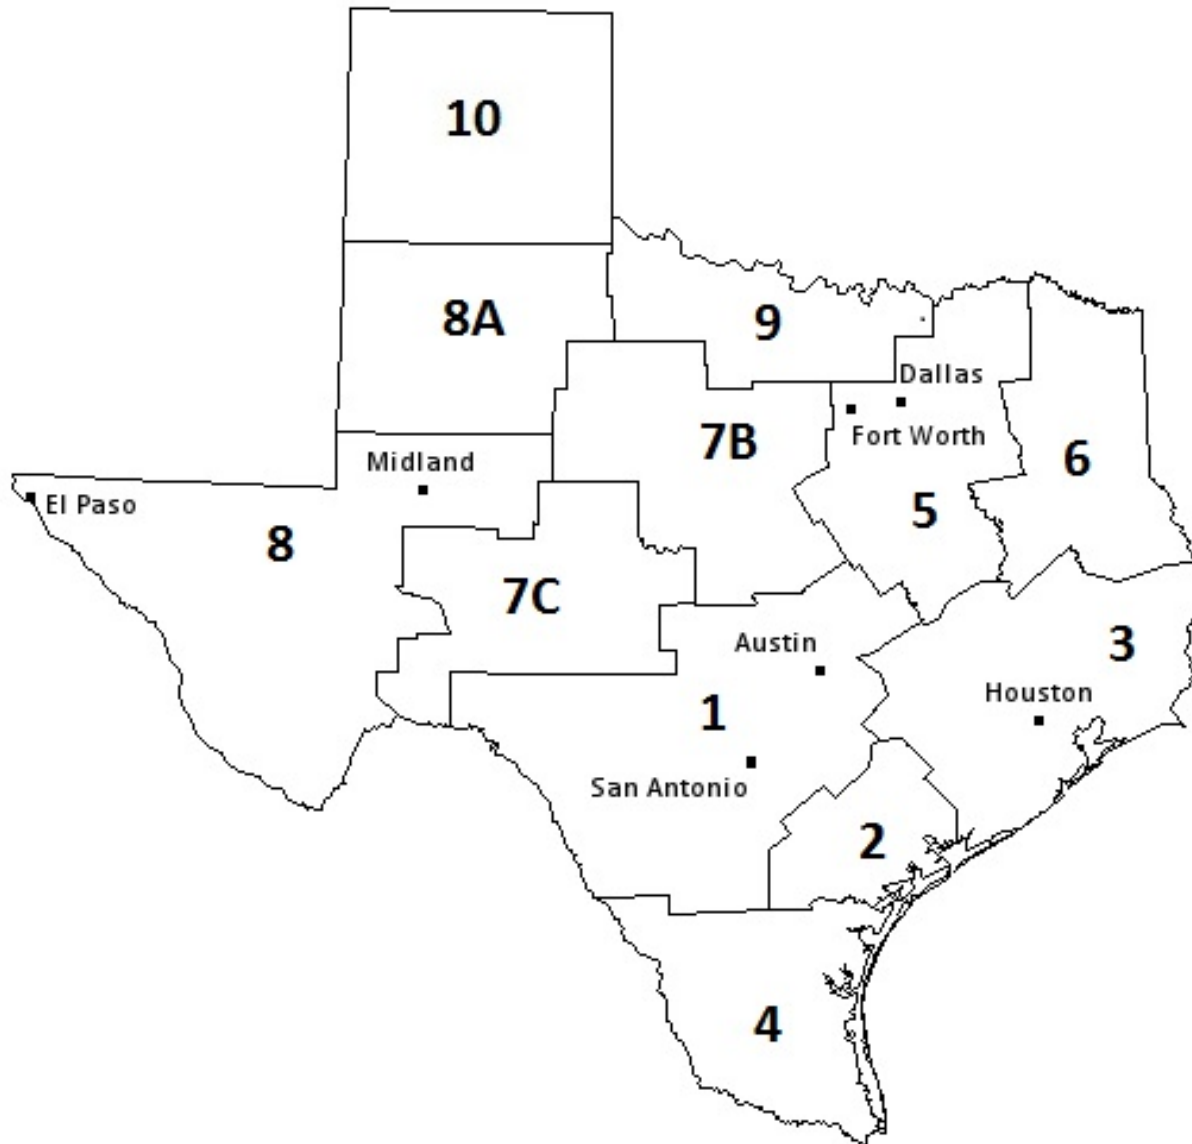 10
8A
9
Dallas
7B
Fort Worth
Midland
6
El Paso
5
8
7C
Austin
3
Houston
1
San Antonio
2
4